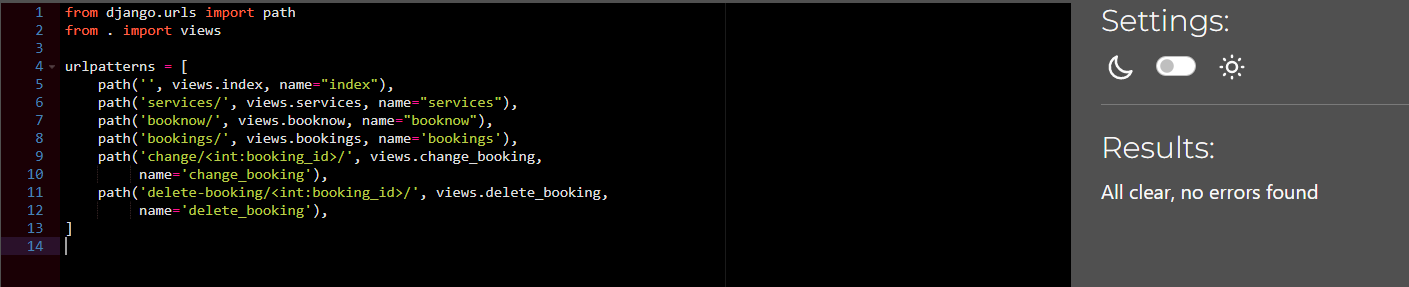 1 from django.urls import path
2 from . import views
3
4 urlpatterns = [
5     path('', views.index, name="index"),
6     path('services/', views.services, name="services"),
7     path('booknow/', views.booknow, name="booknow"),
8     path('bookings/', views.bookings, name='bookings'),
9     path('change/<int:booking_id>/', views.change_booking,
10          name='change_booking'),
11     path('delete-booking/<int:booking_id>/', views.delete_booking,
12          name='delete_booking'),
13 ]
14
Settings:
Results:
All clear, no errors found